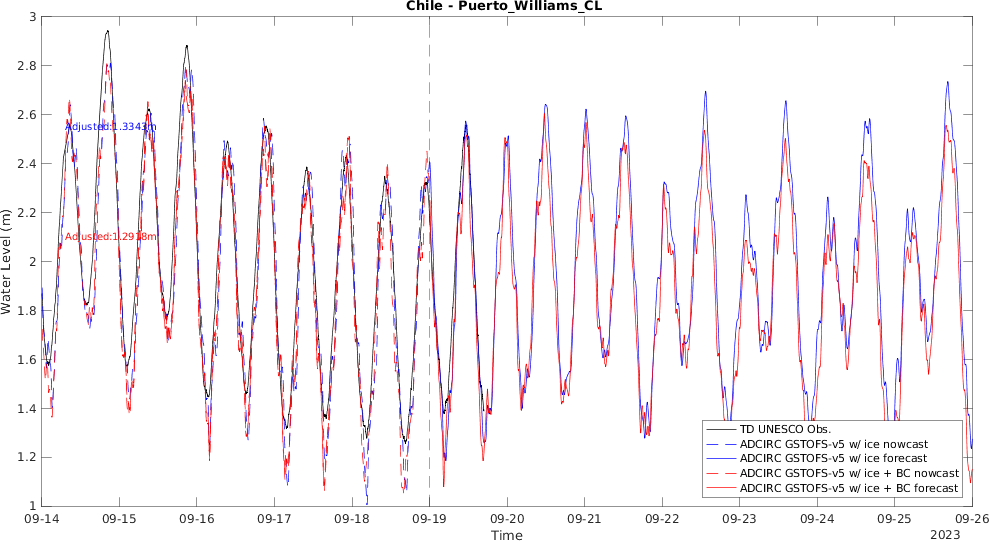 Chile - Puerto_Williams_CL
Water Level (m)
3
2.8
2.6
2.4
2.2
2
1.8
1.6
1.4
1.2
1
Adjusted:1.3343m
Adjusted:1.2918m
TD UNESCO Obs.
ADCIRC GSTOFS-v5 w/ ice nowcast
ADCIRC GSTOFS-v5 w/ ice forecast
ADCIRC GSTOFS-v5 w/ ice + BC nowcast
ADCIRC GSTOFS-v5 w/ ice + BC forecast
09-14 09-15 09-16 09-17 09-18 09-19 09-20 09-21 09-22 09-23 09-24 09-25 09-26
Time
2023